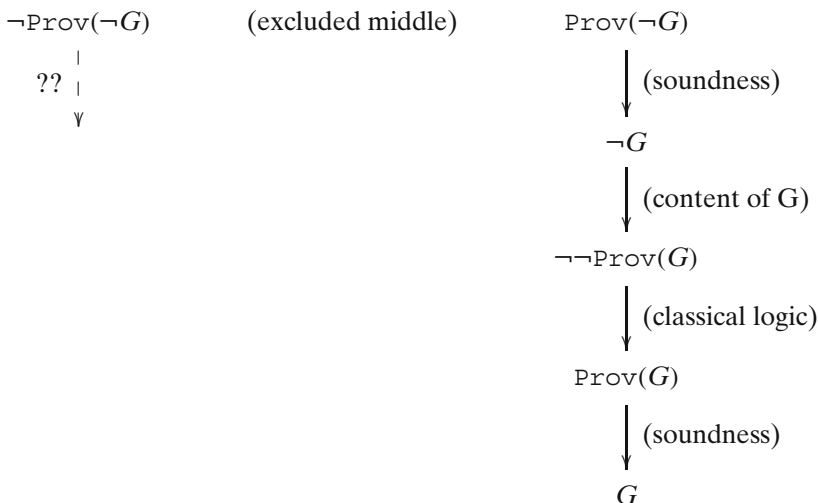 ¬Prov(¬G) (excluded middle) Prov(¬G)
?? (soundness)
¬G
(content of G)
¬¬Prov(G)
(classical logic)
Prov(G)
(soundness)
G